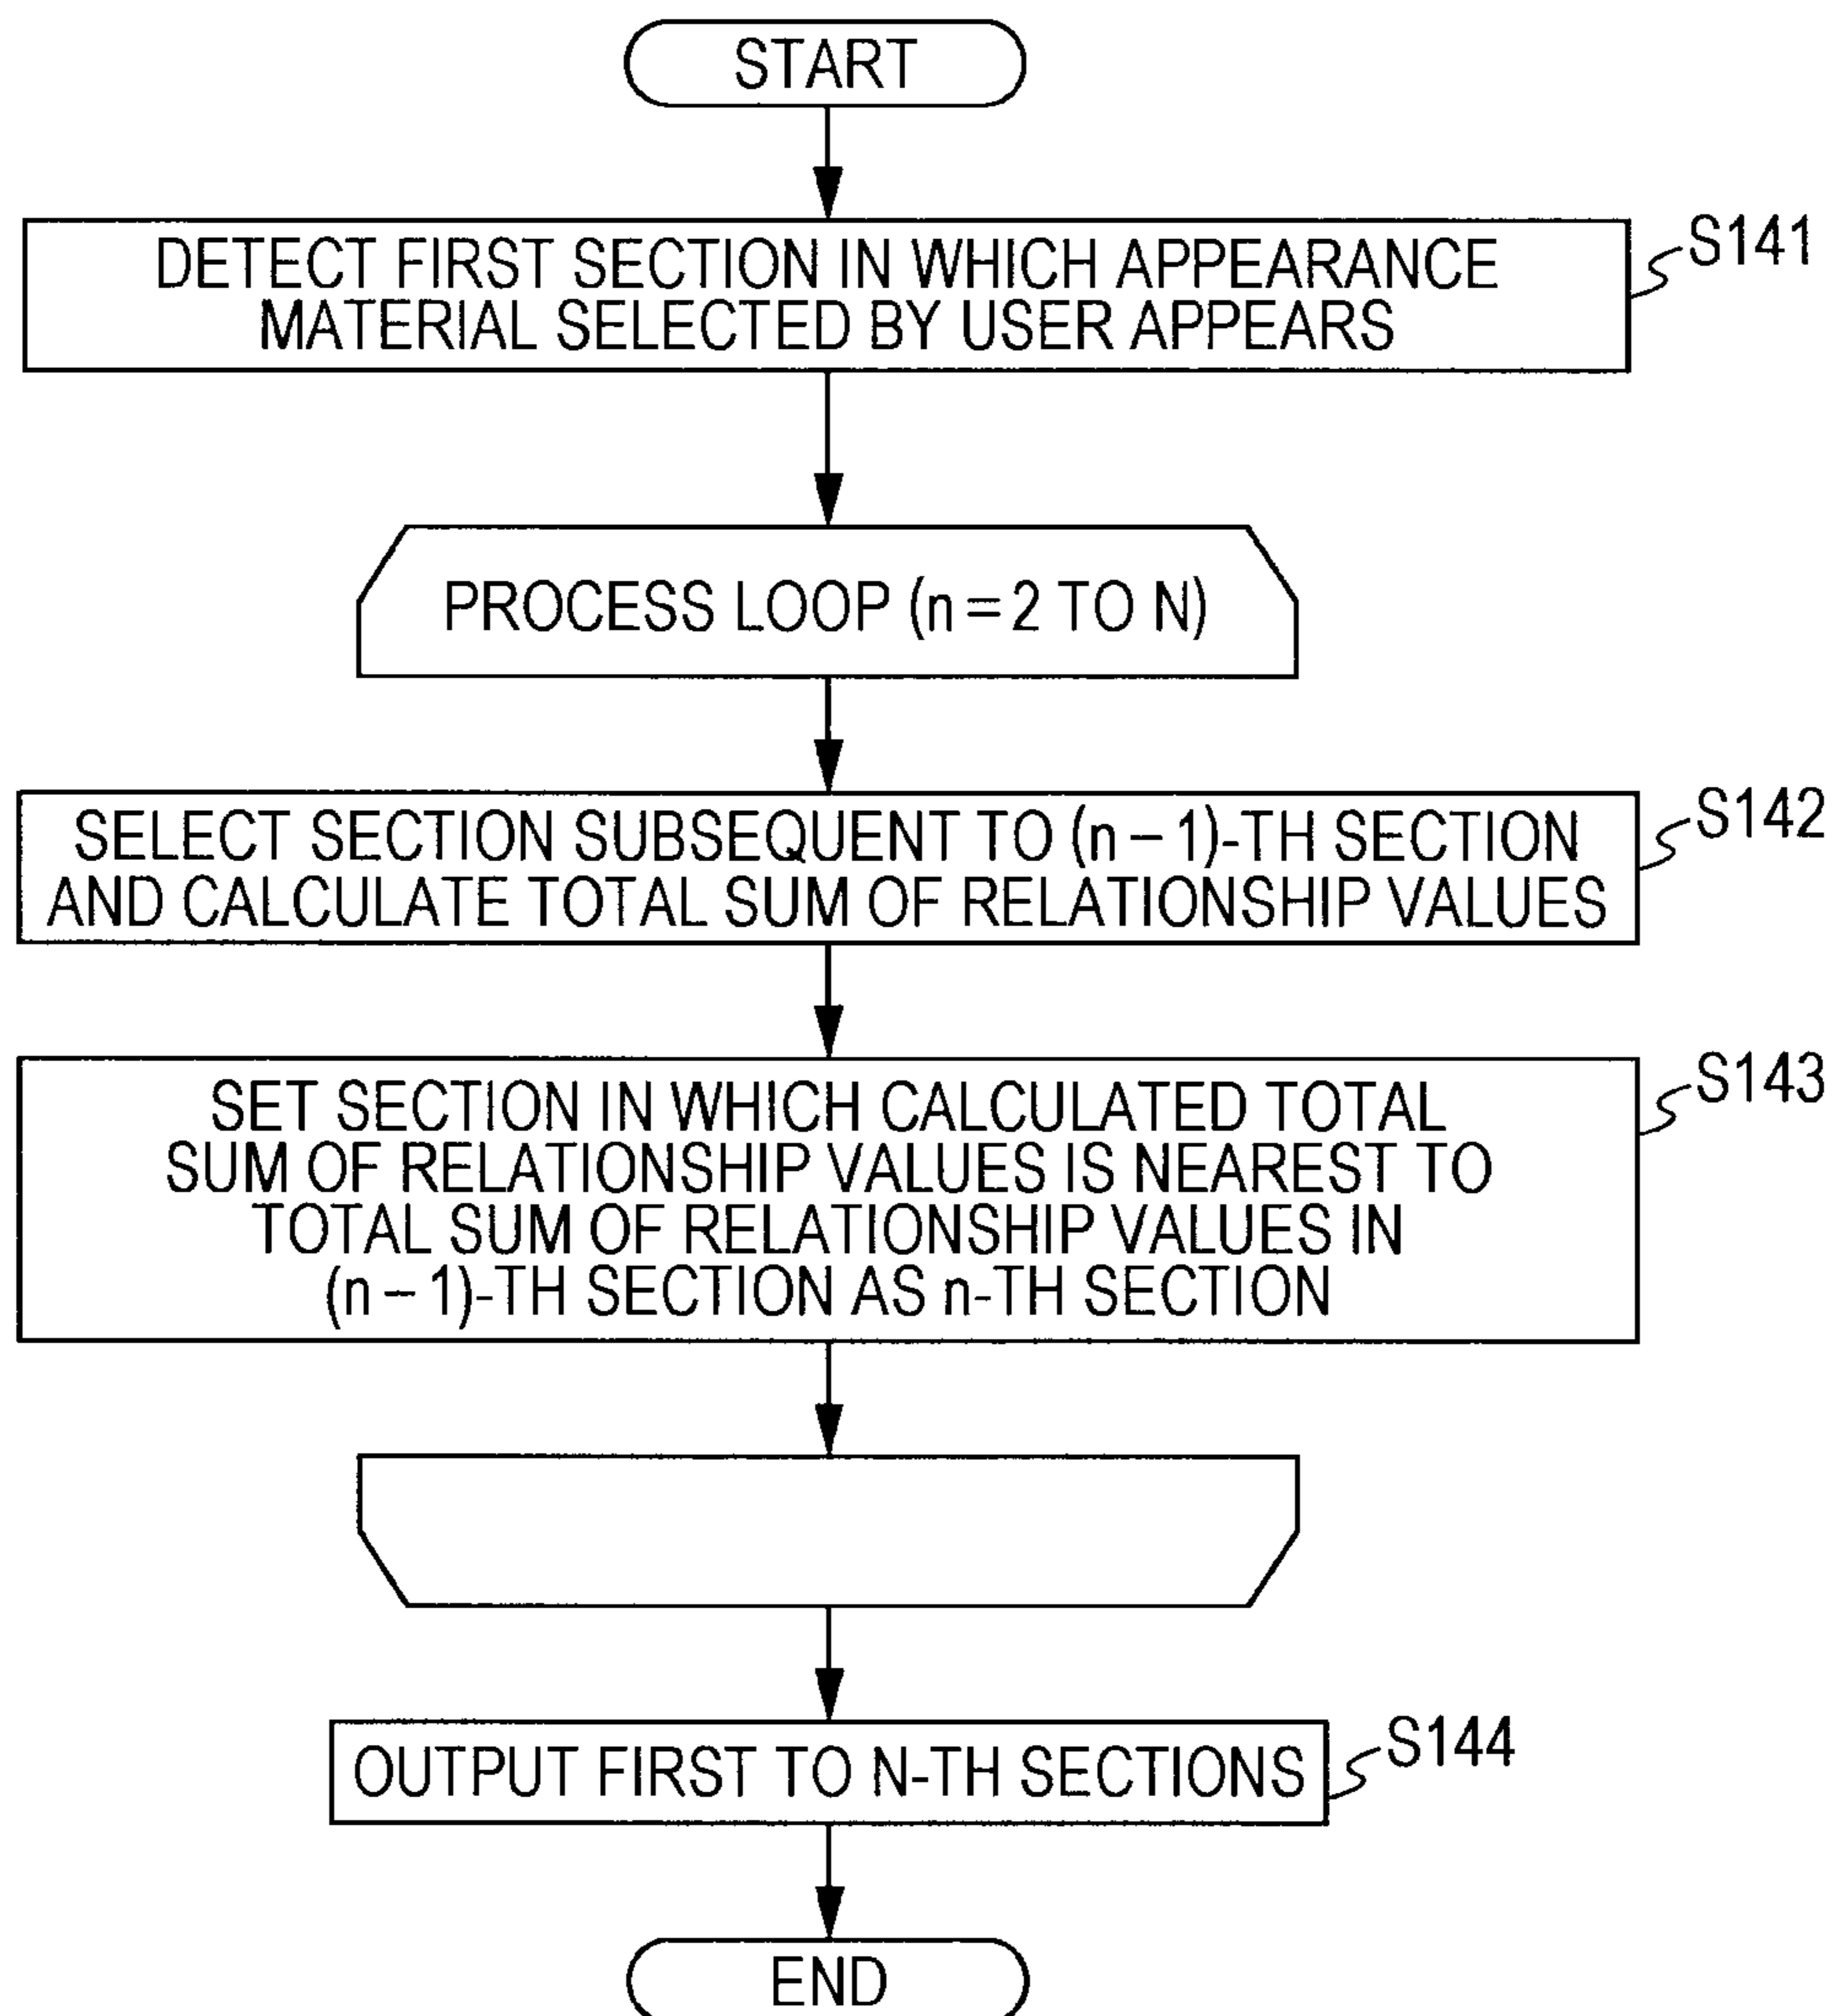 START
DETECT FIRST SECTION IN WHICH APPEARANCE
MATERIAL SELECTED BY USER APPEARS
S141
PROCESS LOOP (n=2 TO N)
SELECT SECTION SUBSEQUENT TO (n-1)-TH SECTION
AND CALCULATE TOTAL SUM OF RELATIONSHIP VALUES
S142
SET SECTION IN WHICH CALCULATED TOTAL
SUM OF RELATIONSHIP VALUES IS NEAREST TO
TOTAL SUM OF RELATIONSHIP VALUES IN
(n-1)-TH SECTION AS n-TH SECTION
S143
OUTPUT FIRST TO N-TH SECTIONS
S144
END